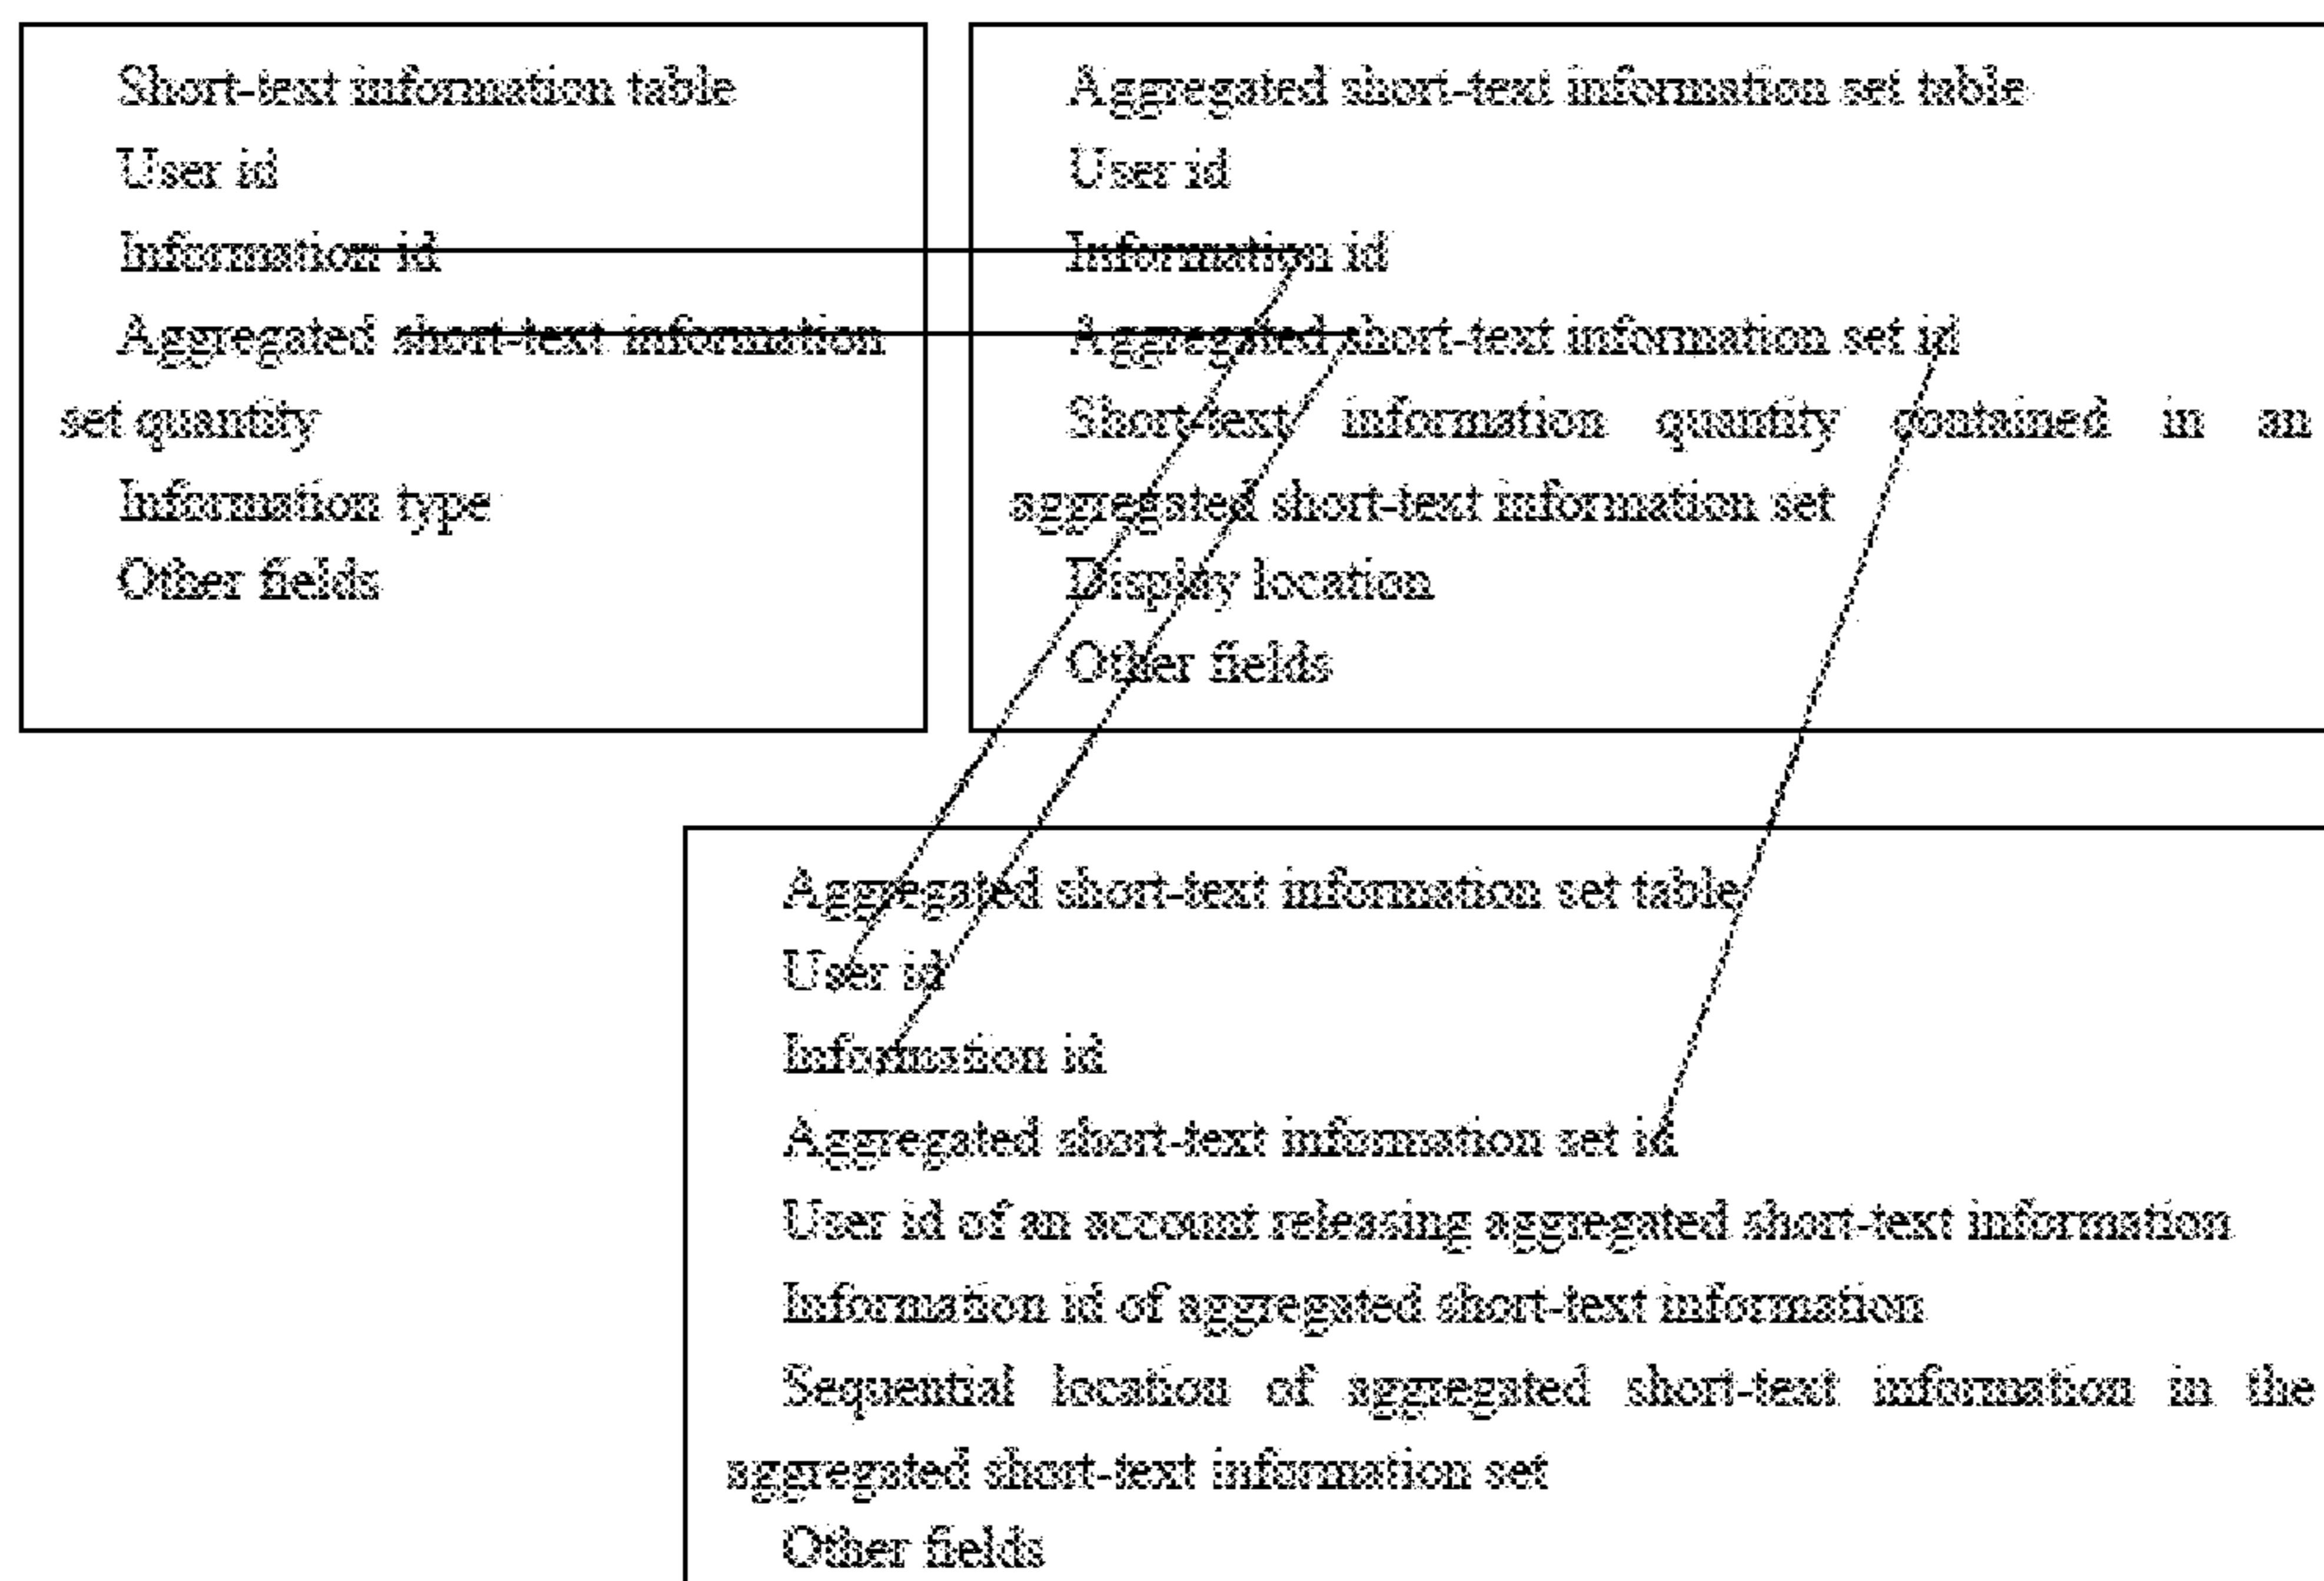 Short-text information table
User id
Information id
Aggregated short-text information
set quantity
Information type
Other fields
Aggregated short-text information set table
User id
Information id
Aggregated short-text information set id
Short-text information quantity contained in an
aggregated short-text information set
Display location
Other fields
Aggregated short-text information set table
User id
Information id
Aggregated short-text information set id
User id of an account releasing aggregated short-text information
Information id of aggregated short-text information
Sequential location of aggregated short-text information in the
aggregated short-text information set
Other fields